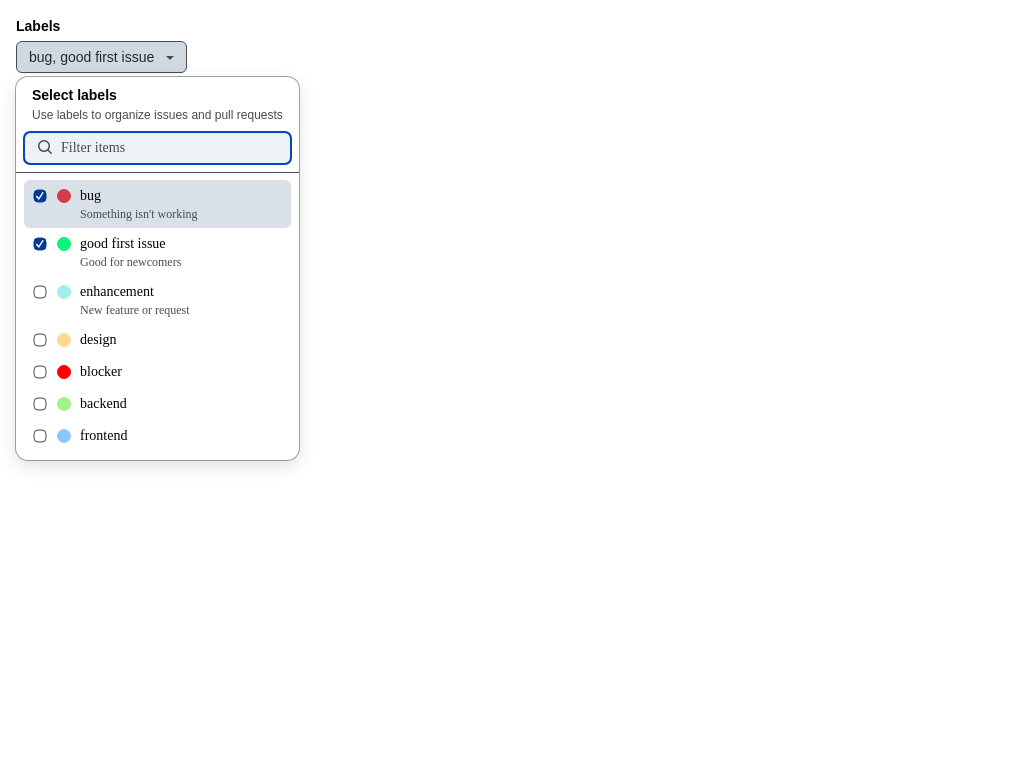 Labels
bug, good first issue
Select labels
Use labels to organize issues and pull requests
Filter items
bug
Something isn't working
good first issue
Good for newcomers
enhancement
New feature or request
design
blocker
backend
frontend